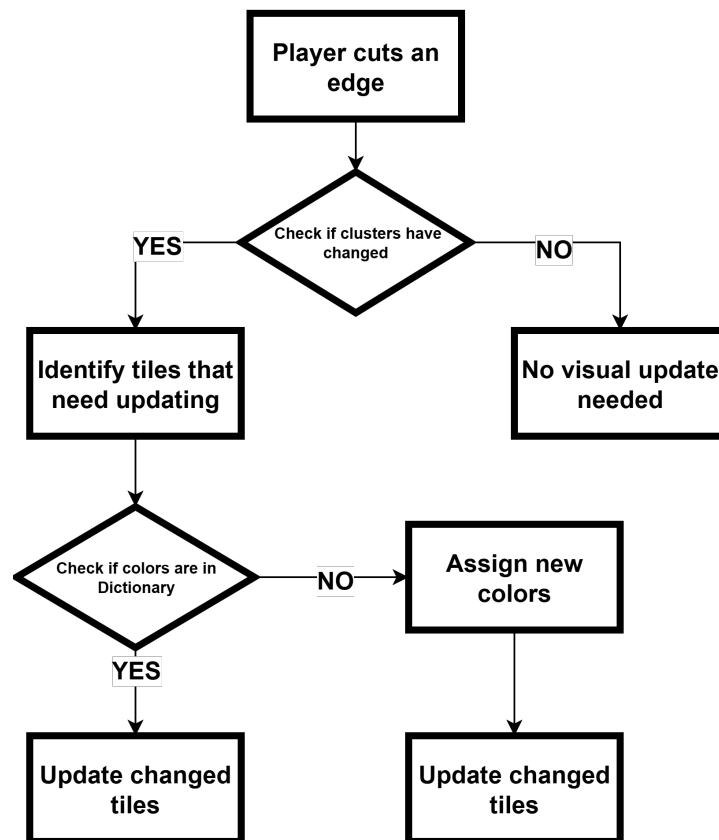 Player cuts an
edge
Check if clusters have
changed
YES
NO
Identify tiles that
need updating
No visual update
needed
Check if colors are in
Dictionary
NO
Assign new
colors
YES
Update changed
tiles
Update changed
tiles